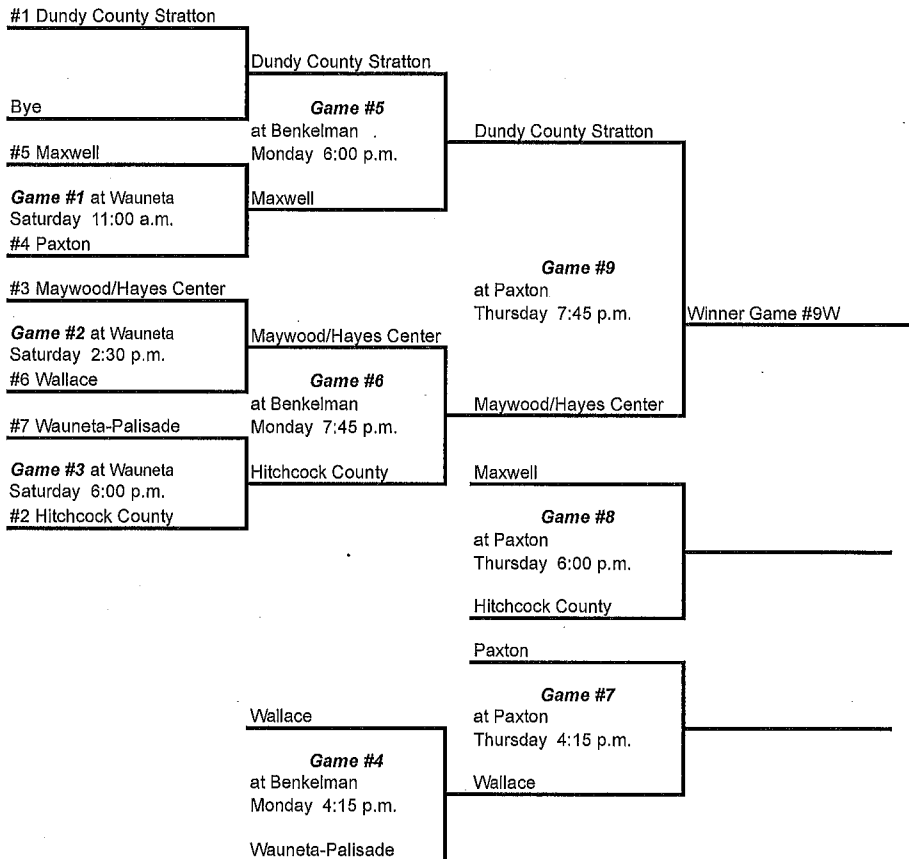 #1 Dundy County Stratton
Dundy County Stratton
Bye
Game #5
at Benkelman
Monday 6:00 p.m.
Dundy County Stratton
#5 Maxwell
Game #1 at Wauneta
Saturday 11:00 a.m.
Maxwell
#4 Paxton
Game #9
at Paxton
Thursday 7:45 p.m.
Winner Game #9W
#3 Maywood/Hayes Center
Game #2 at Wauneta
Saturday 2:30 p.m.
Maywood/Hayes Center
#6 Wallace
Game #6
at Benkelman
Monday 7:45 p.m.
Maywood/Hayes Center
#7 Wauneta-Palisade
Game #3 at Wauneta
Saturday 6:00 p.m.
Hitchcock County
#2 Hitchcock County
Maxwell
Game #8
at Paxton
Thursday 6:00 p.m.
Hitchcock County
Paxton
Game #7
at Paxton
Thursday 4:15 p.m.
Wallace
Wallace
Game #4
at Benkelman
Monday 4:15 p.m.
Wauneta-Palisade